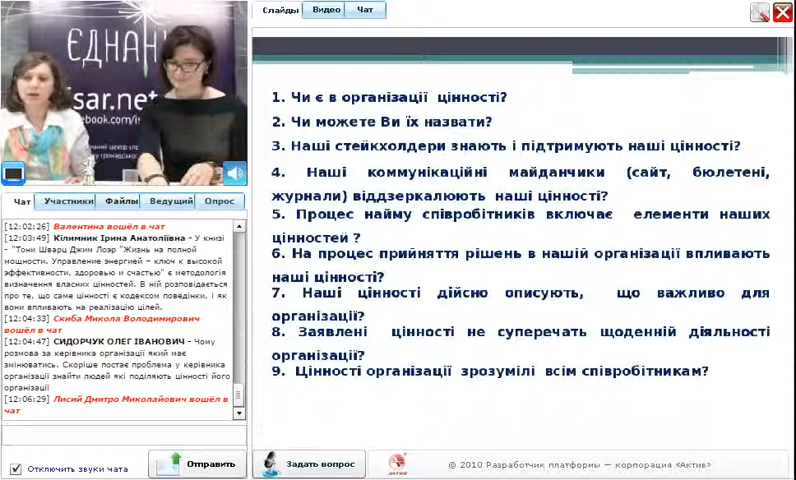 ЄДНАН
isar.net
cebook.com/is
Слайды Видео Чат
Чат Участники Файлы Ведущий Опрос
[12:02:26] Валентина вошёл в чат
[12:03:49] Кілимник Ірина Анатоліївна - У книзі
- "Тони Шварц Джим Лоэр "Жизнь на полной
мощности. Управление энергией – ключ к высокой
эффективности, здоровью и счастью" є методологія
визначення власних цінностей. В ній розповідається
про те, що саме цінності є кодексом поведінки, і як
вони впливають на реалізацію цілей.
[12:04:33] Скиба Микола Володимирович
вошёл в чат
[12:04:47] СИДОРЧУК ОЛЕГ ІВАНОВИЧ - Чому
розмова за керівника організації який має
змінюватись. Скоріше постає проблема у керівника
організації знайти людей які поділяють цінності його
організації
[12:06:29] Лисий Дмитро Миколайович вошёл в
чат
Отключить звуки чата
Отправить
1. Чи є в організації цінності?
2. Чи можете Ви їх назвати?
3. Наші стейкхолдери знають і підтримують наші цінності?
4. Наші комунікаційні майданчики (сайт, бюлетені,
журнали) віддзеркалюють наші цінності?
5. Процес найму співробітників включає елементи наших
цінностей ?
6. На процес прийняття рішень в нашій організації впливають
наші цінності?
7. Наші цінності дійсно описують, що важливо для
організації?
8. Заявлені цінності не суперечать щоденній діяльності
організації?
9. Цінності організації зрозумілі всім співробітникам?
Задать вопрос
АКТИВ
© 2010 Разработчик платформы — корпорация «Актив»